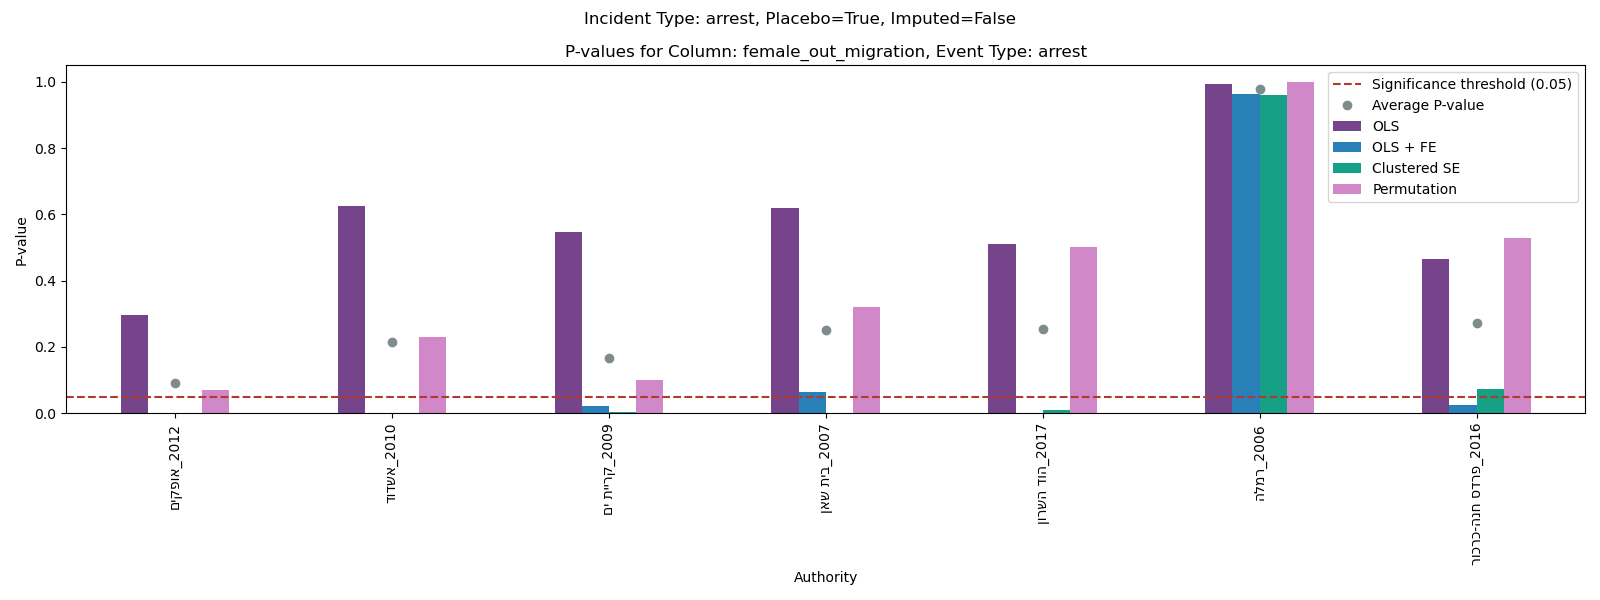 Incident Type: arrest, Placebo=True, Imputed=False
P-values for Column: female_out_migration, Event Type: arrest
P-value
1.0
0.8
0.6
0.4
0.2
0.0
Significance threshold (0.05)
Average P-value
OLS
OLS + FE
Clustered SE
Permutation
אופקים_2012
אשדוד_2010
קריית ים_2009
בית שאן_2007
הוד השרון_2017
רמלה_2006
פרדס חנה-כרכור_2016
Authority